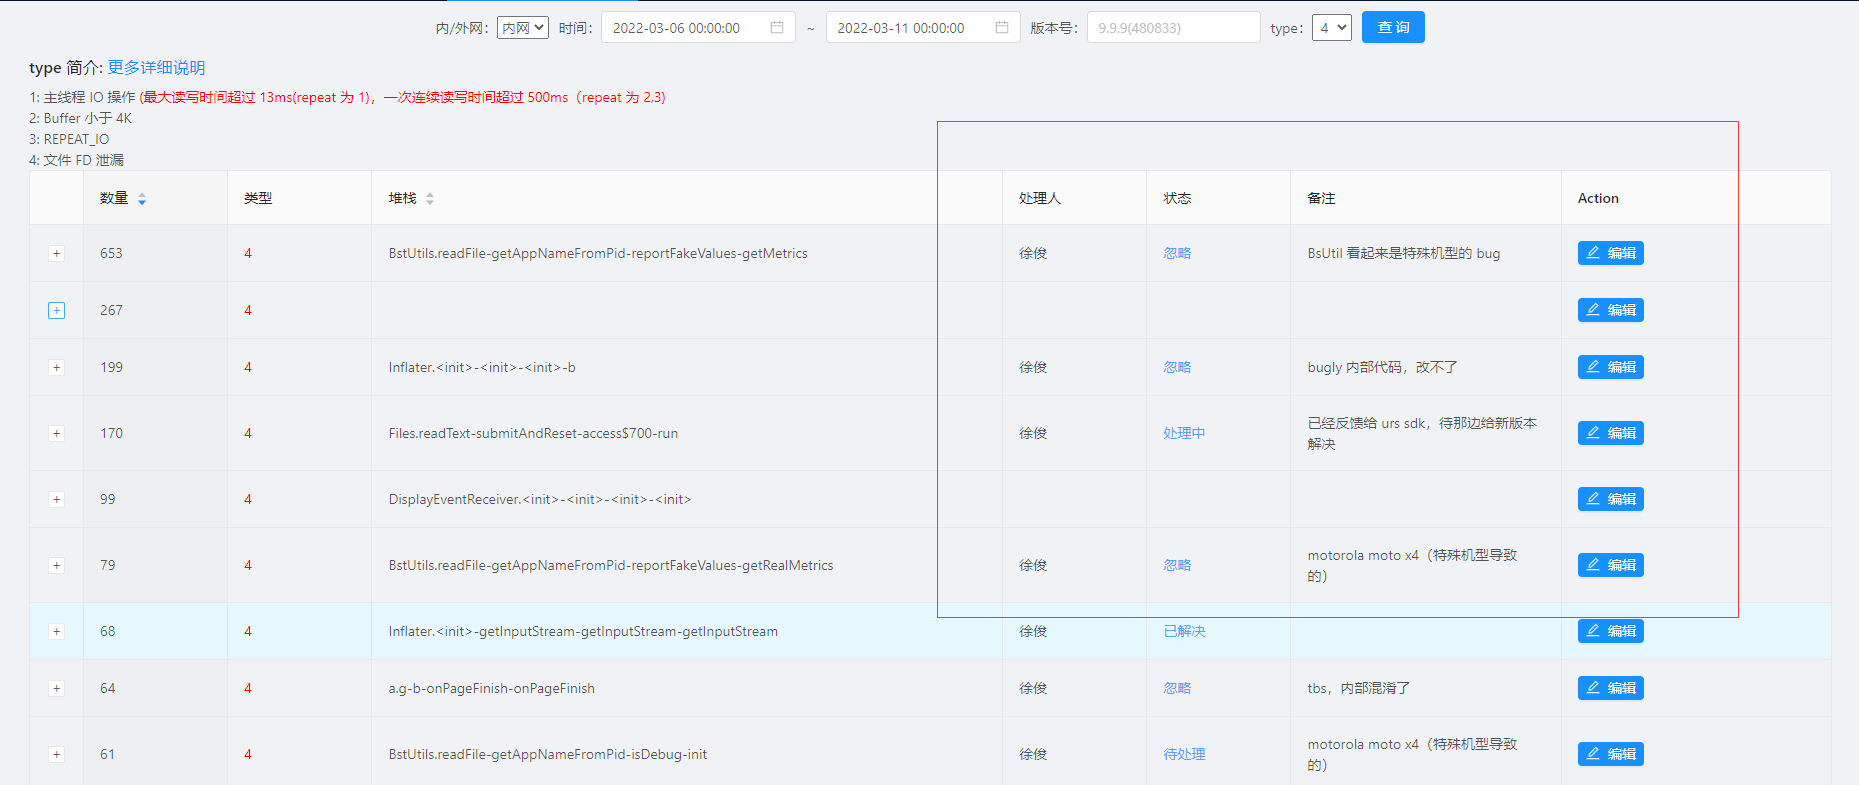 内/外网： 内网 时间： 2022-03-06 00:00:00 ~ 2022-03-11 00:00:00 版本号： 9.9.9(480833) type： 4 查 询
type 简介: 更多详细说明
1: 主线程 IO 操作 (最大读写时间超过 13ms(repeat 为 1)，一次连续读写时间超过 500ms（repeat 为 2,3)
2: Buffer 小于 4K
3: REPEAT_IO
4: 文件 FD 泄漏
数量 类型 堆栈 处理人 状态 备注 Action
+ 653 4 BstUtils.readFile-getAppNameFromPid-reportFakeValues-getMetrics 徐俊 忽略 BsUtil 看起来是特殊机型的 bug 编辑
+ 267 4 编辑
+ 199 4 Inflater.<init>-<init>-<init>-b 徐俊 忽略 bugly 内部代码，改不了 编辑
+ 170 4 Files.readText-submitAndReset-access$700-run 徐俊 处理中 已经反馈给 urs sdk，待那边给新版本
解决 编辑
+ 99 4 DisplayEventReceiver.<init>-<init>-<init>-<init> 编辑
+ 79 4 BstUtils.readFile-getAppNameFromPid-reportFakeValues-getRealMetrics 徐俊 忽略 motorola moto x4（特殊机型导致
的） 编辑
+ 68 4 Inflater.<init>-getInputStream-getInputStream-getInputStream 徐俊 已解决 编辑
+ 64 4 a.g-b-onPageFinish-onPageFinish 徐俊 忽略 tbs，内部混淆了 编辑
+ 61 4 BstUtils.readFile-getAppNameFromPid-isDebug-init 徐俊 待处理 motorola moto x4（特殊机型导致
的） 编辑